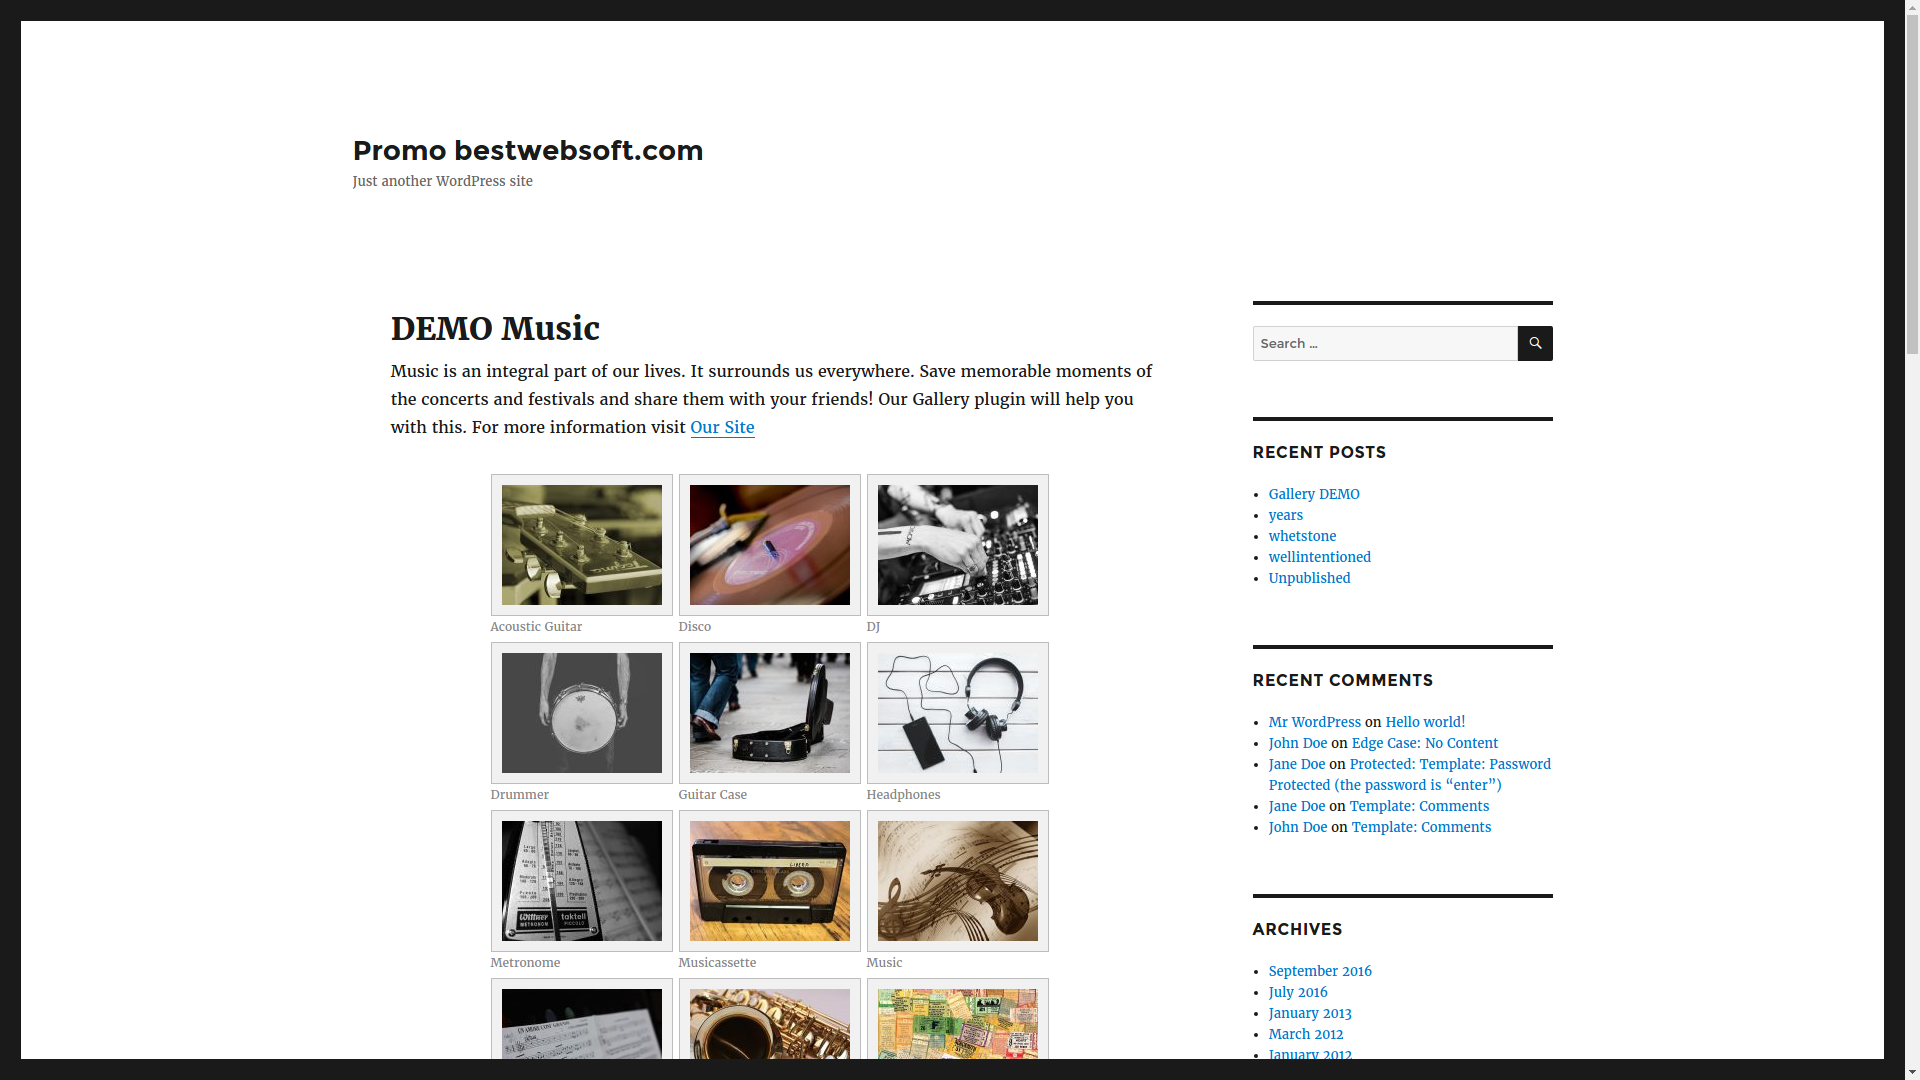 Promo bestwebsoft.com
Just another WordPress site
DEMO Music
Music is an integral part of our lives. It surrounds us everywhere. Save memorable moments of
the concerts and festivals and share them with your friends! Our Gallery plugin will help you
with this. For more information visit Our Site
Acoustic Guitar
Disco
DJ
Drummer
Guitar Case
Headphones
Wittner
taktell
METRONOM
PICCOLO
Metronome
Musicassette
Music
Search …
RECENT POSTS
Gallery DEMO
years
whetstone
wellintentioned
Unpublished
RECENT COMMENTS
Mr WordPress on Hello world!
John Doe on Edge Case: No Content
Jane Doe on Protected: Template: Password
Protected (the password is “enter”)
Jane Doe on Template: Comments
John Doe on Template: Comments
ARCHIVES
September 2016
July 2016
January 2013
March 2012
January 2012